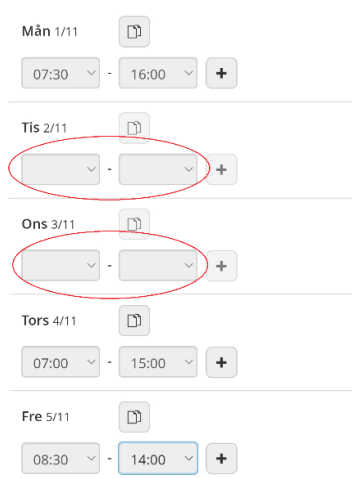 Mån 1/11
07:30 - 16:00 +
Tis 2/11
- +
Ons 3/11
- +
Tors 4/11
07:00 - 15:00 +
Fre 5/11
08:30 - 14:00 +